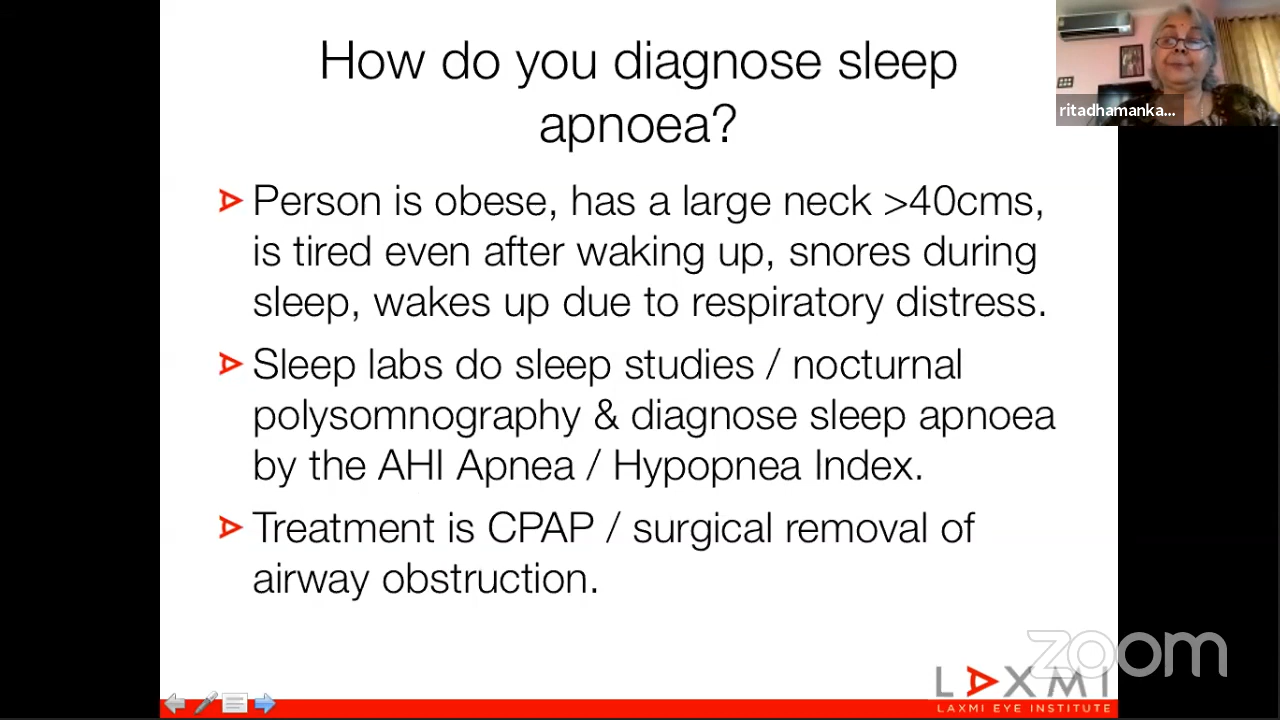 How do you diagnose sleep
apnoea?
ritadhamanka...
Person is obese, has a large neck >40cms,
is tired even after waking up, snores during
sleep, wakes up due to respiratory distress.
Sleep labs do sleep studies / nocturnal
polysomnography & diagnose sleep apnoea
by the AHI Apnea / Hypopnea Index.
Treatment is CPAP / surgical removal of
airway obstruction.
zoom
LAXMI
LAXMI EYE INSTITUTE